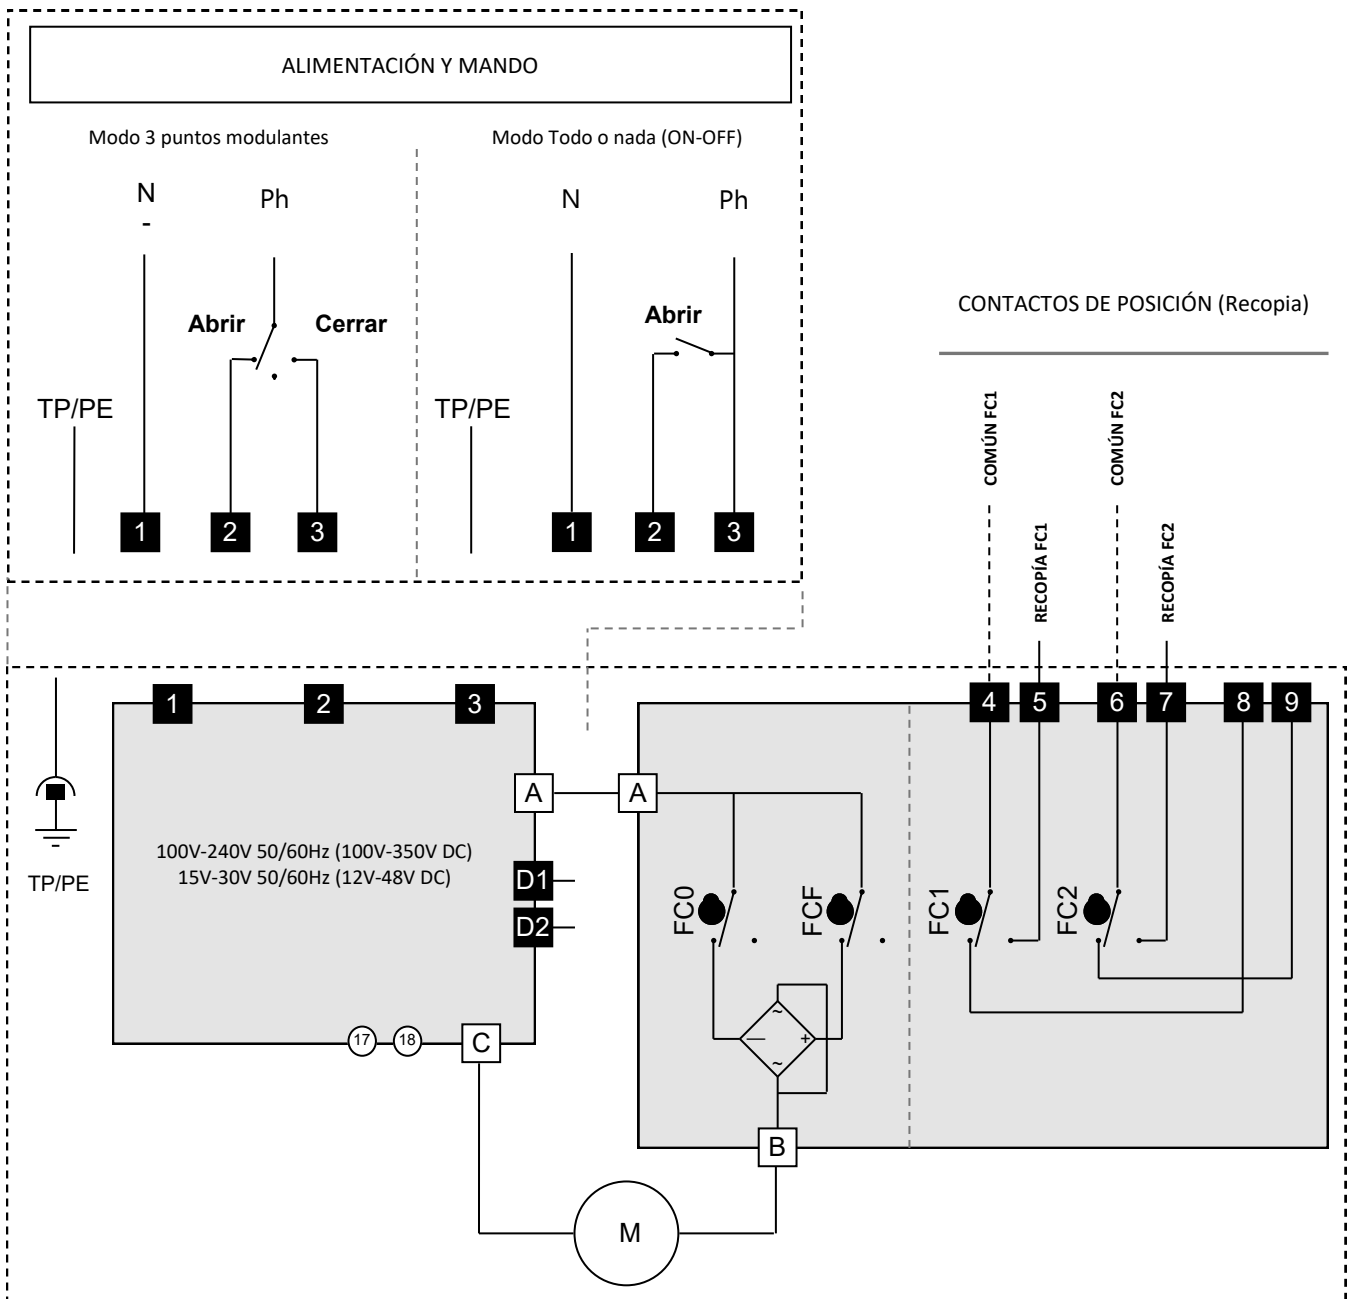 ALIMENTACIÓN Y MANDO
Modo 3 puntos modulantes
Modo Todo o nada (ON-OFF)
N
-
Ph
N
Ph
Abrir
Cerrar
Abrir
TP/PE
TP/PE
1
2
3
1
2
3
CONTACTOS DE POSICIÓN (Recopia)
COMÚN FC1
RECOPÍA FC1
COMÚN FC2
RECOPÍA FC2
1
2
3
4
5
6
7
8
9
A
A
100V-240V 50/60Hz (100V-350V DC)
15V-30V 50/60Hz (12V-48V DC)
D1
D2
TP/PE
FC0
FCF
FC1
FC2
~
— +
~
17
18
C
B
M